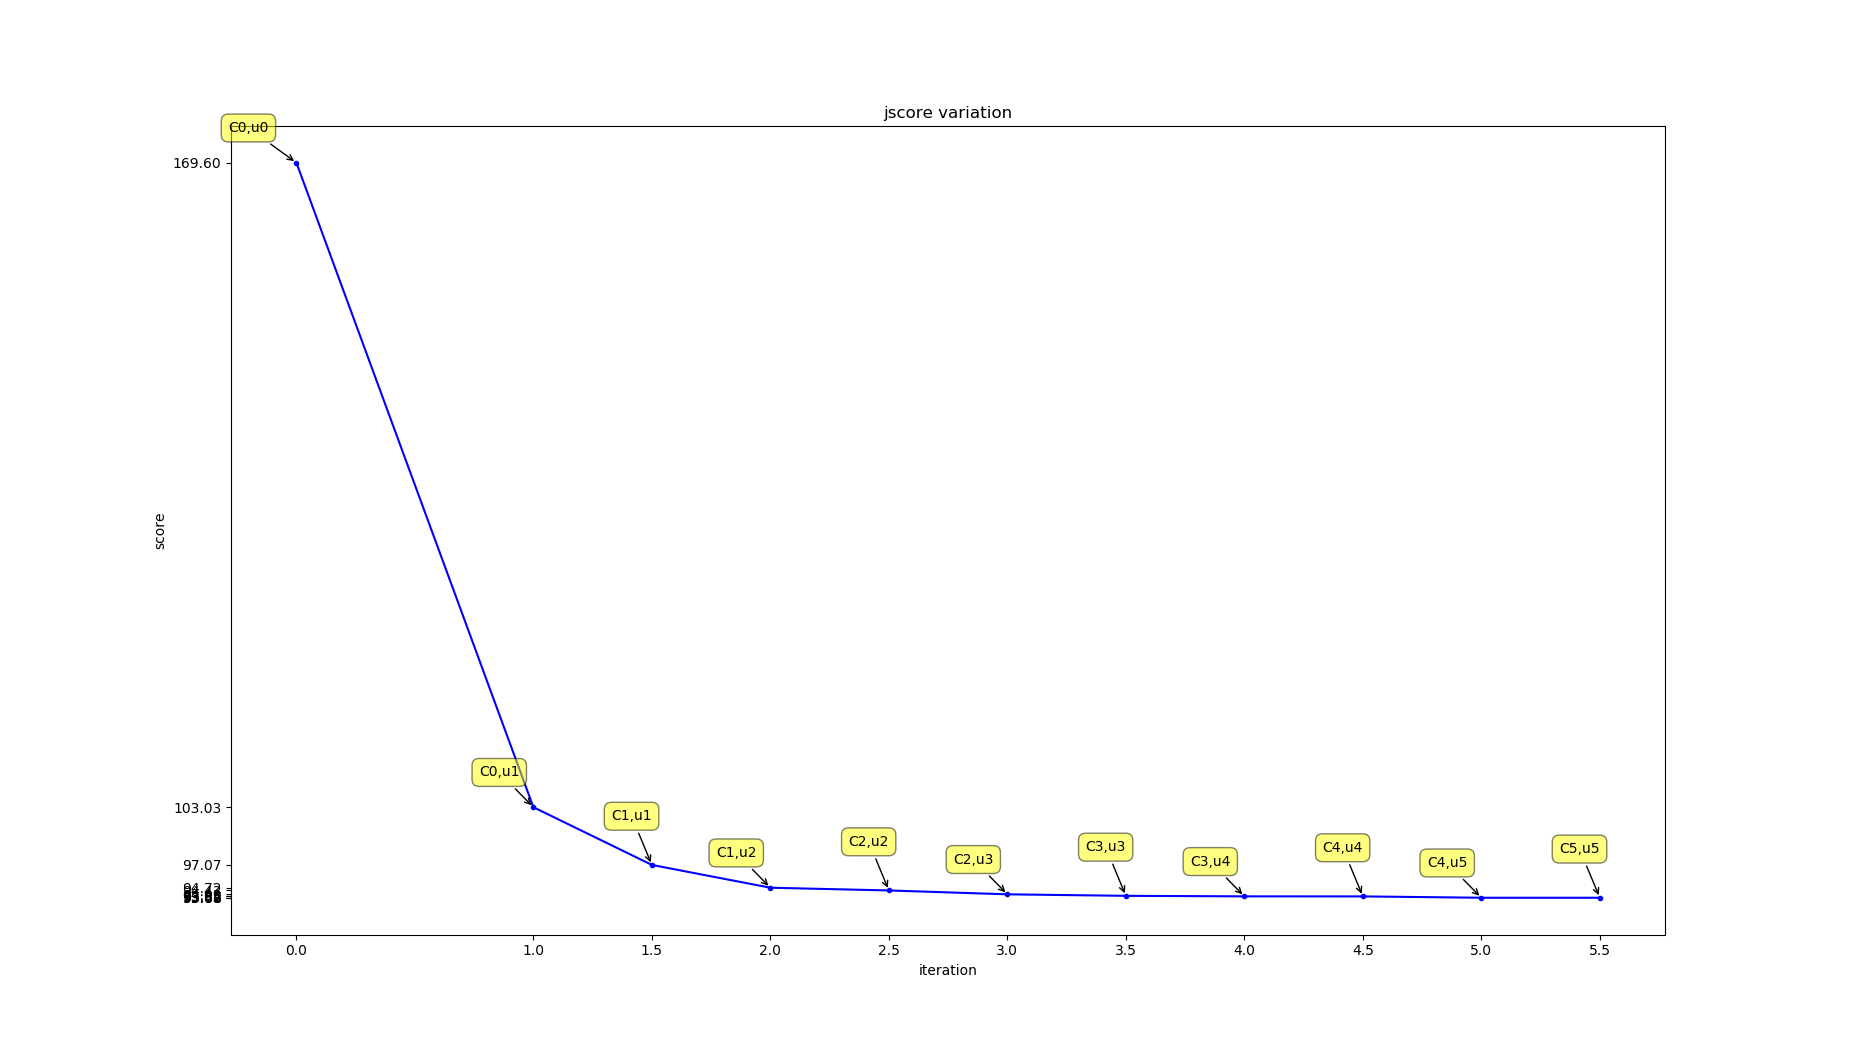 jscore variation
C0,u0
169.60
score
C0,u1
103.03
C1,u1
C2,u2
C3,u3
C4,u4
C5,u5
C1,u2
C2,u3
C3,u4
C4,u5
97.07
94.72
0.0 1.0 1.5 2.0 2.5 3.0 3.5 4.0 4.5 5.0 5.5
iteration